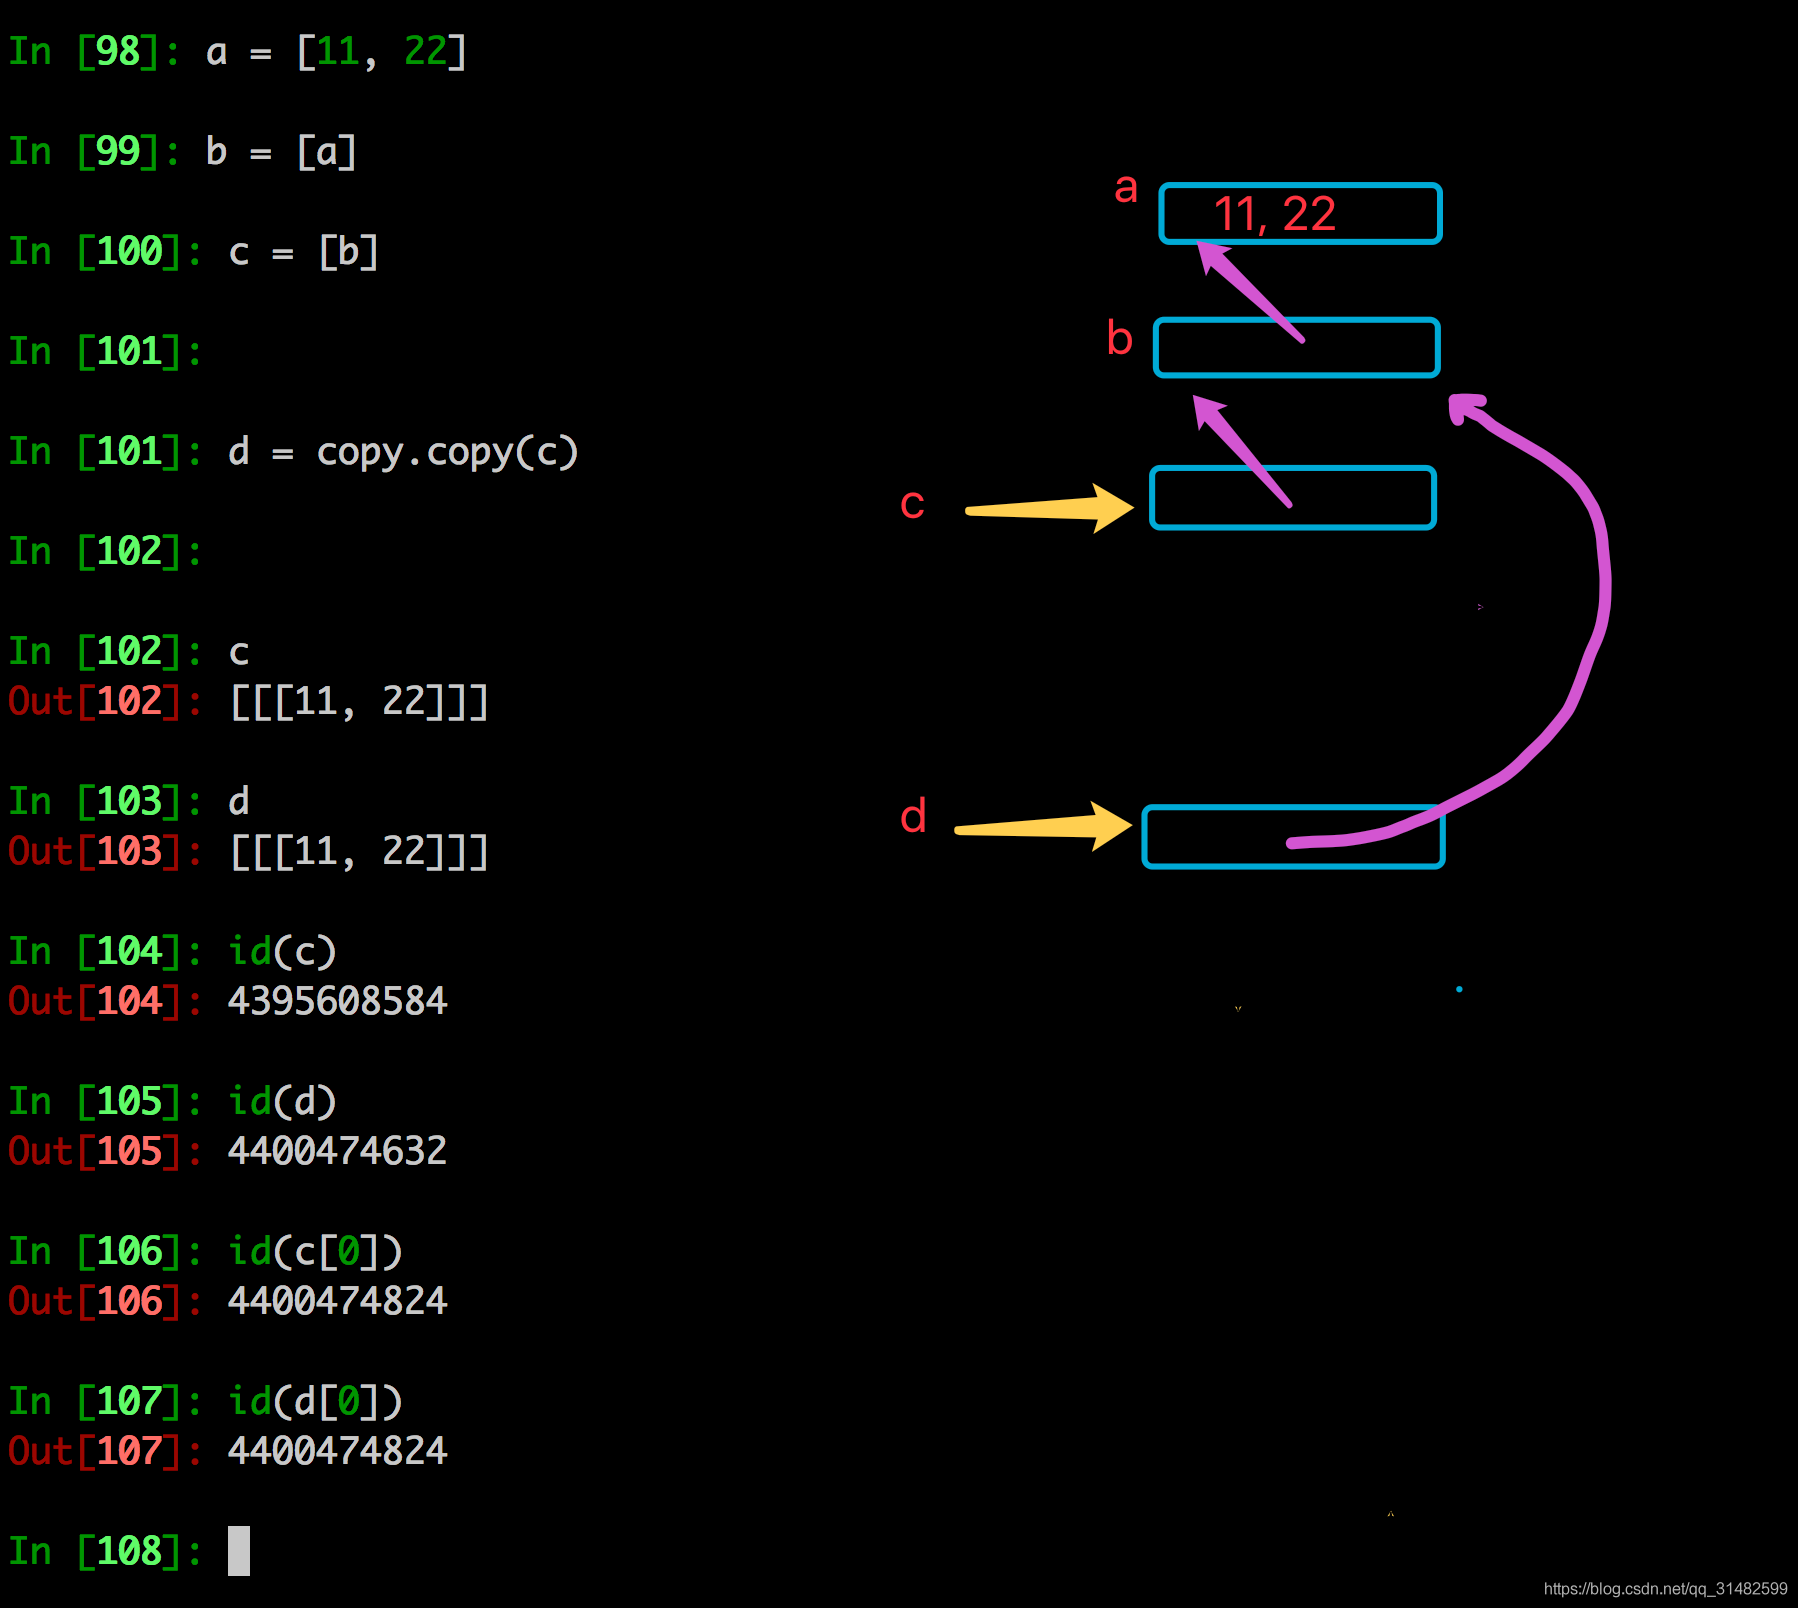 In [98]: a = [11, 22]
In [99]: b = [a]
In [100]: c = [b]
In [101]:
In [101]: d = copy.copy(c)
In [102]:
In [102]: c
Out[102]: [[[11, 22]]]
In [103]: d
Out[103]: [[[11, 22]]]
In [104]: id(c)
Out[104]: 4395608584
In [105]: id(d)
Out[105]: 4400474632
In [106]: id(c[0])
Out[106]: 4400474824
In [107]: id(d[0])
Out[107]: 4400474824
In [108]:
a
11, 22
b
c
d
https://blog.csdn.net/qq_31482599